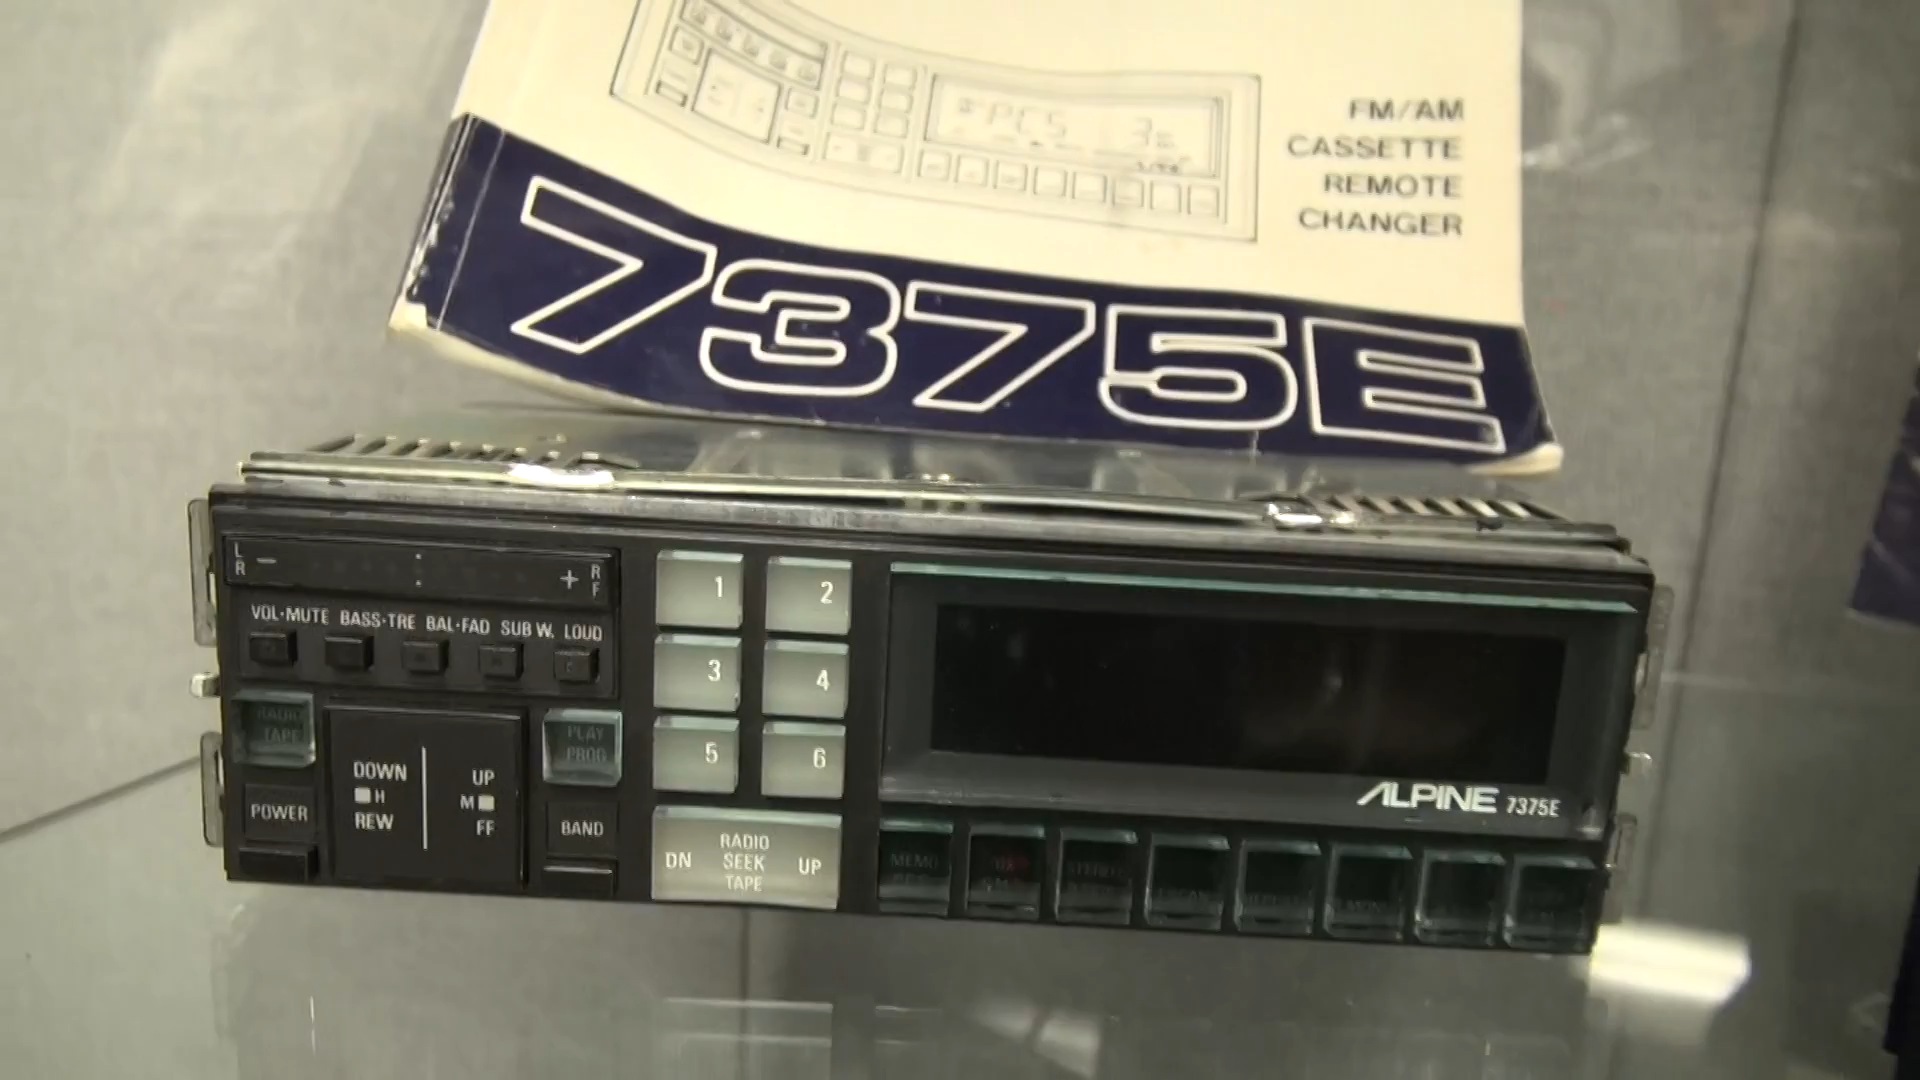 FM/AM
CASSETTE
REMOTE
CHANGER
7375E
L
R
−
+
R
F
VOL·MUTE BASS·TRE BAL·FAD SUB W. LOUD
RADIO
TAPE
PLAY
PROG
DOWN
H
REW
UP
M
FF
POWER
BAND
1 2
3 4
5 6
RADIO
DN SEEK UP
TAPE
ALPINE 7375E